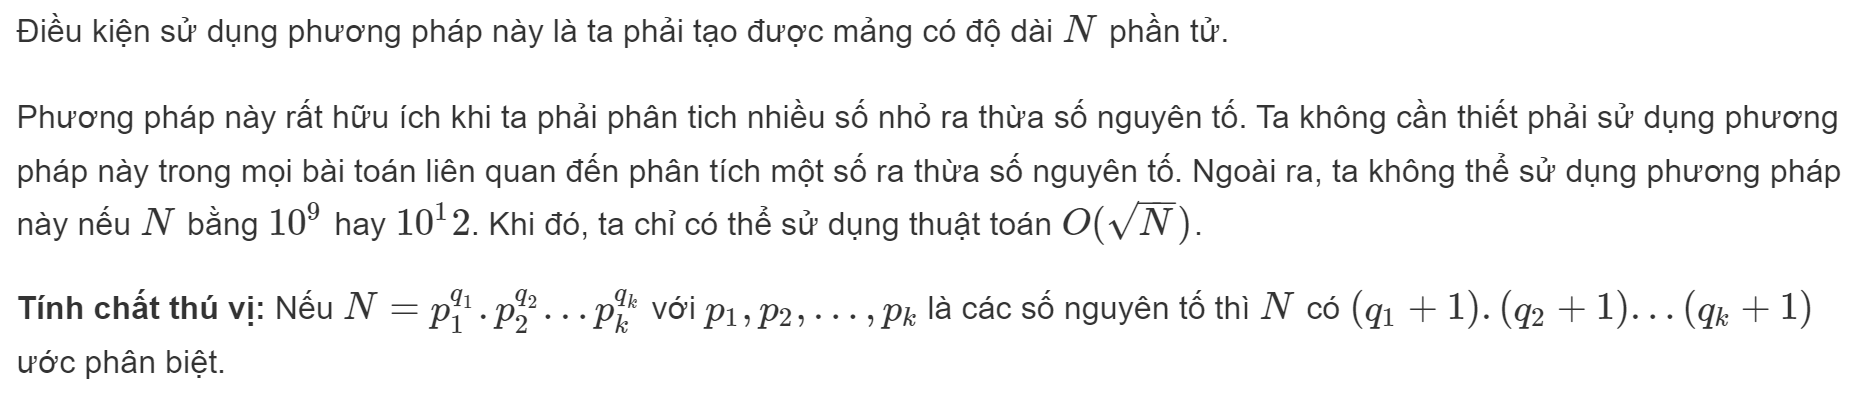 Điều kiện sử dụng phương pháp này là ta phải tạo được mảng có độ dài $N$ phần tử.
Phương pháp này rất hữu ích khi ta phải phân tich nhiều số nhỏ ra thừa số nguyên tố. Ta không cần thiết phải sử dụng phương
pháp này trong mọi bài toán liên quan đến phân tích một số ra thừa số nguyên tố. Ngoài ra, ta không thể sử dụng phương pháp
này nếu $N$ bằng $10^9$ hay $10^12$. Khi đó, ta chỉ có thể sử dụng thuật toán $O(\sqrt{N})$.
Tính chất thú vị: Nếu $N = p_1^{q_1}.p_2^{q_2}...p_k^{q_k}$ với $p_1, p_2, ..., p_k$ là các số nguyên tố thì $N$ có $(q_1 + 1).(q_2 + 1)...(q_k + 1)$
ước phân biệt.